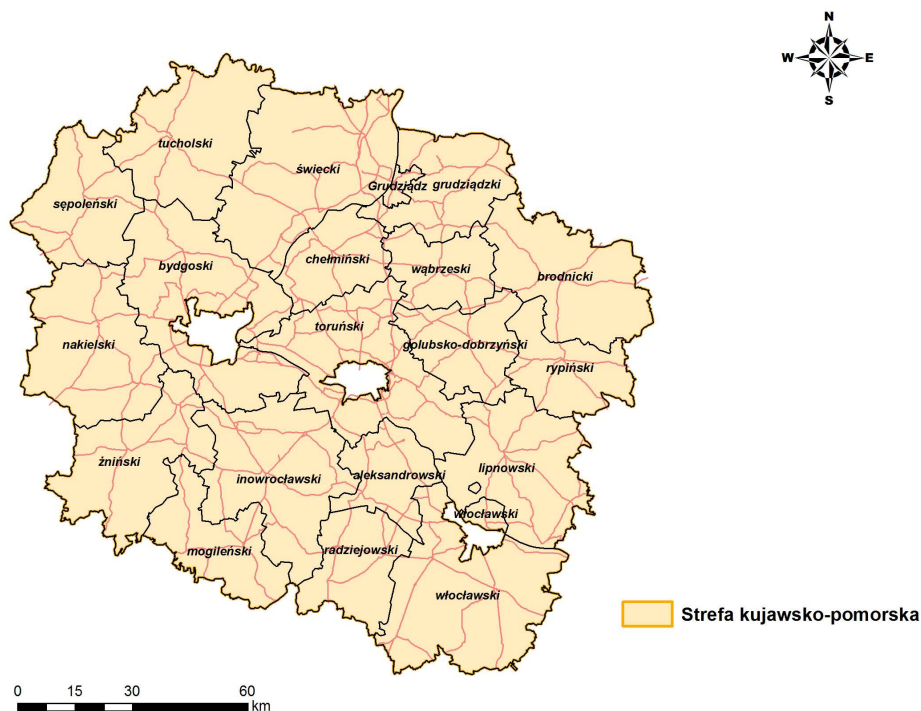 N
W E
S
tucholski
świecki
Grudziądz grudziądzki
sępoleński
bydgoski
chełmiński
wąbrzeski
brodnicki
toruński
nakielski
golubsko-dobrzyński
rypiński
żniński
inowrocławski
aleksandrowski
lipnowski
włocławski
mogileński
radziejowski
włocławski
Strefa kujawsko-pomorska
0 15 30 60
km